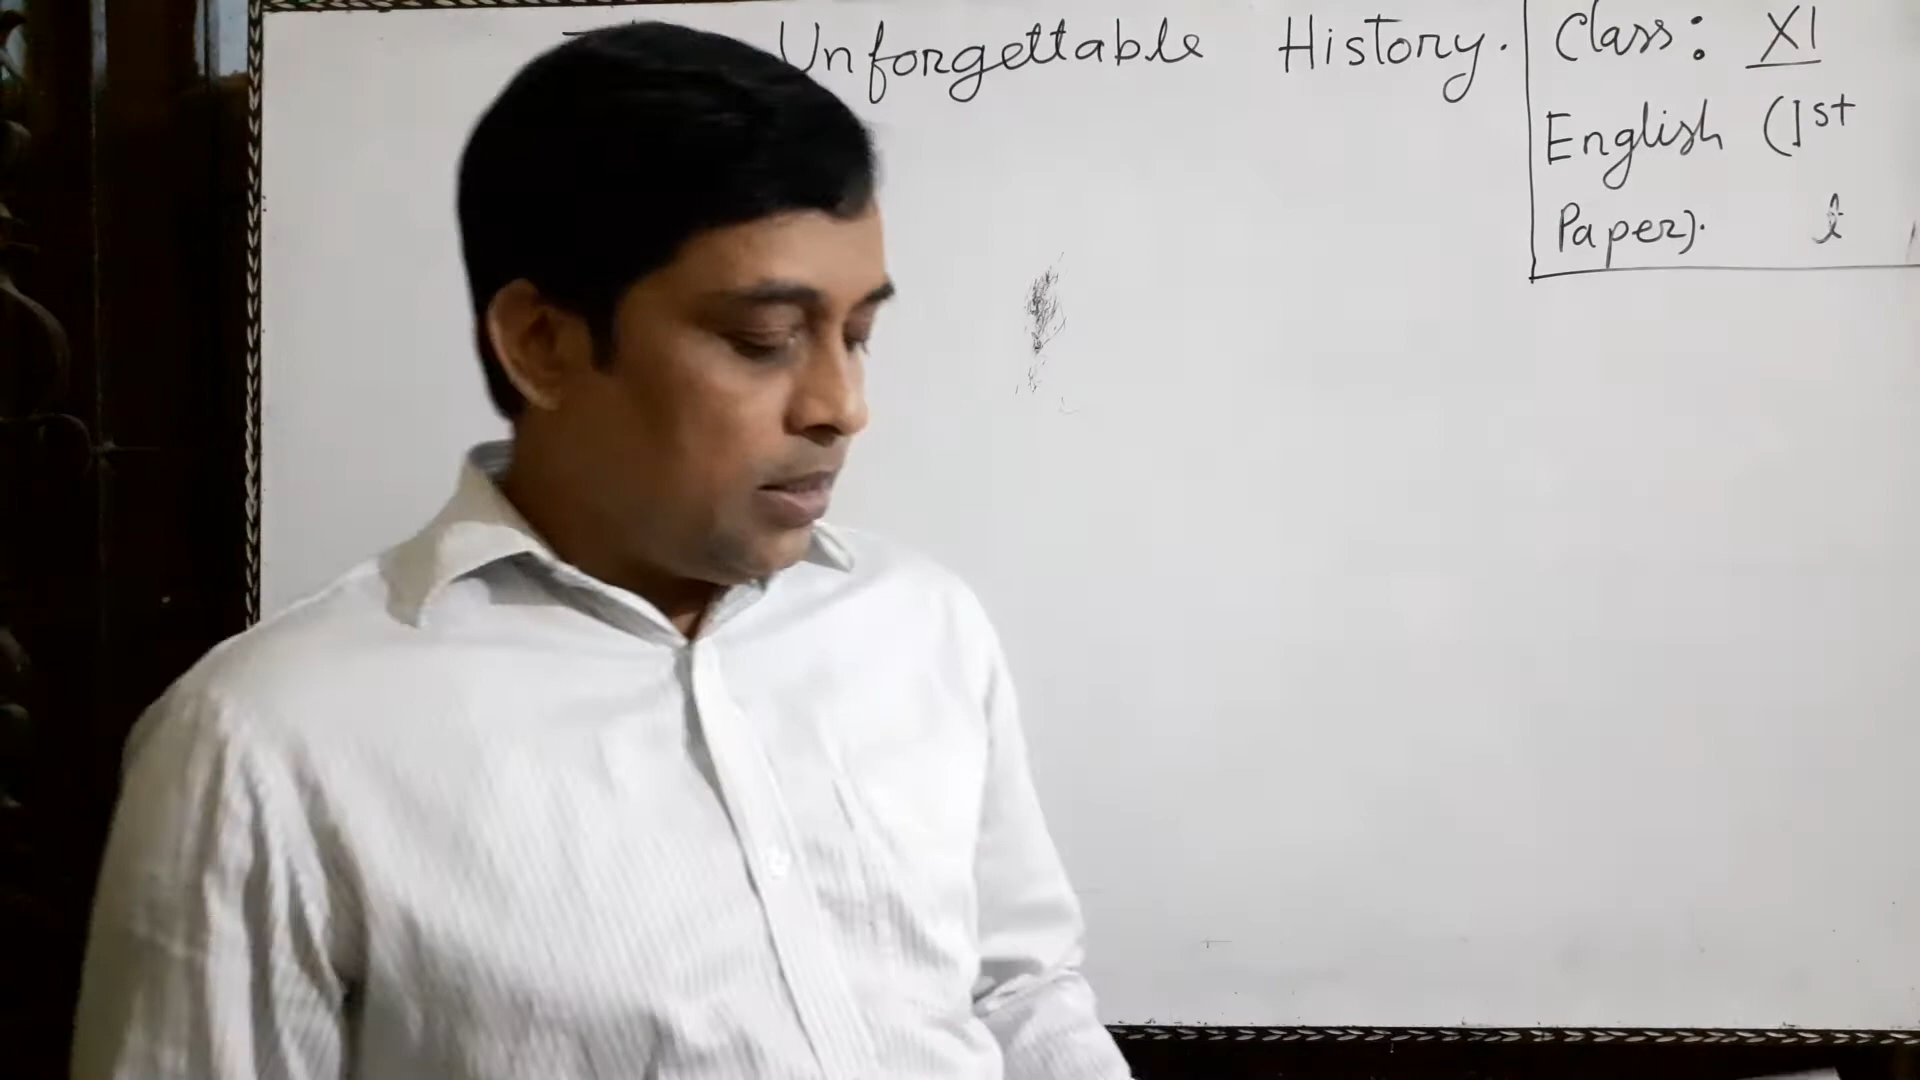 Unforgettable History.
Class: XI
English (1st
Paper).